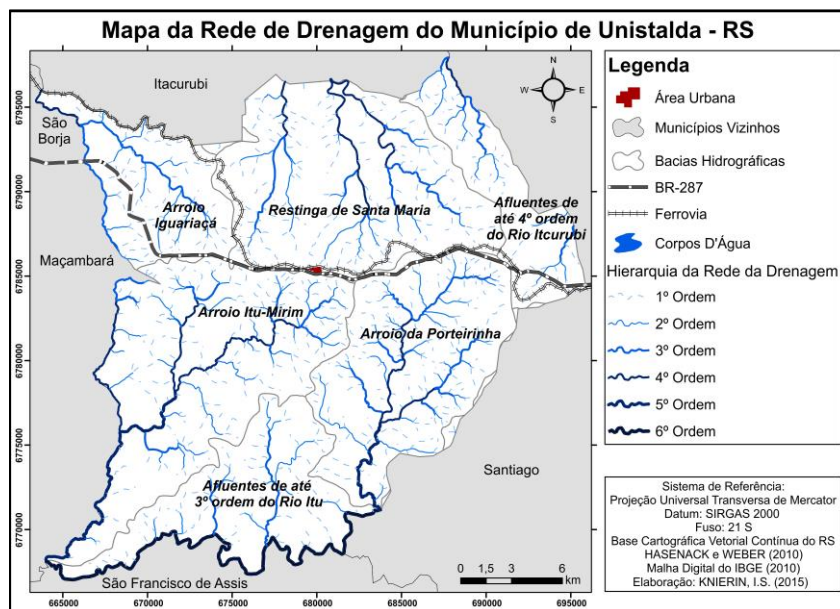 Mapa da Rede de Drenagem do Município de Unistalda - RS
Itacurubi
N
W
E
S
São
Borja
Arroio
Iguariaçá
Restinga de Santa Maria
Afluentes de
até 4º ordem
do Rio Itcurubi
Maçambará
Arroio Itu-Mirim
Arroio da Porteirinha
Santiago
Afluentes de até
3º ordem do Rio Itu
São Francisco de Assis
0 1,5 3 6
km
6795000
6790000
6785000
6780000
6775000
6770000
665000 670000 675000 680000 685000 690000 695000
Legenda
Área Urbana
Municípios Vizinhos
Bacias Hidrográficas
BR-287
Ferrovia
Corpos D'Água
Hierarquia da Rede da Drenagem
1º Ordem
2º Ordem
3º Ordem
4º Ordem
5º Ordem
6º Ordem
Sistema de Referência:
Projeção Universal Transversa de Mercator
Datum: SIRGAS 2000
Fuso: 21 S
Base Cartográfica Vetorial Contínua do RS
HASENACK e WEBER (2010)
Malha Digital do IBGE (2010)
Elaboração: KNIERIN, I.S. (2015)